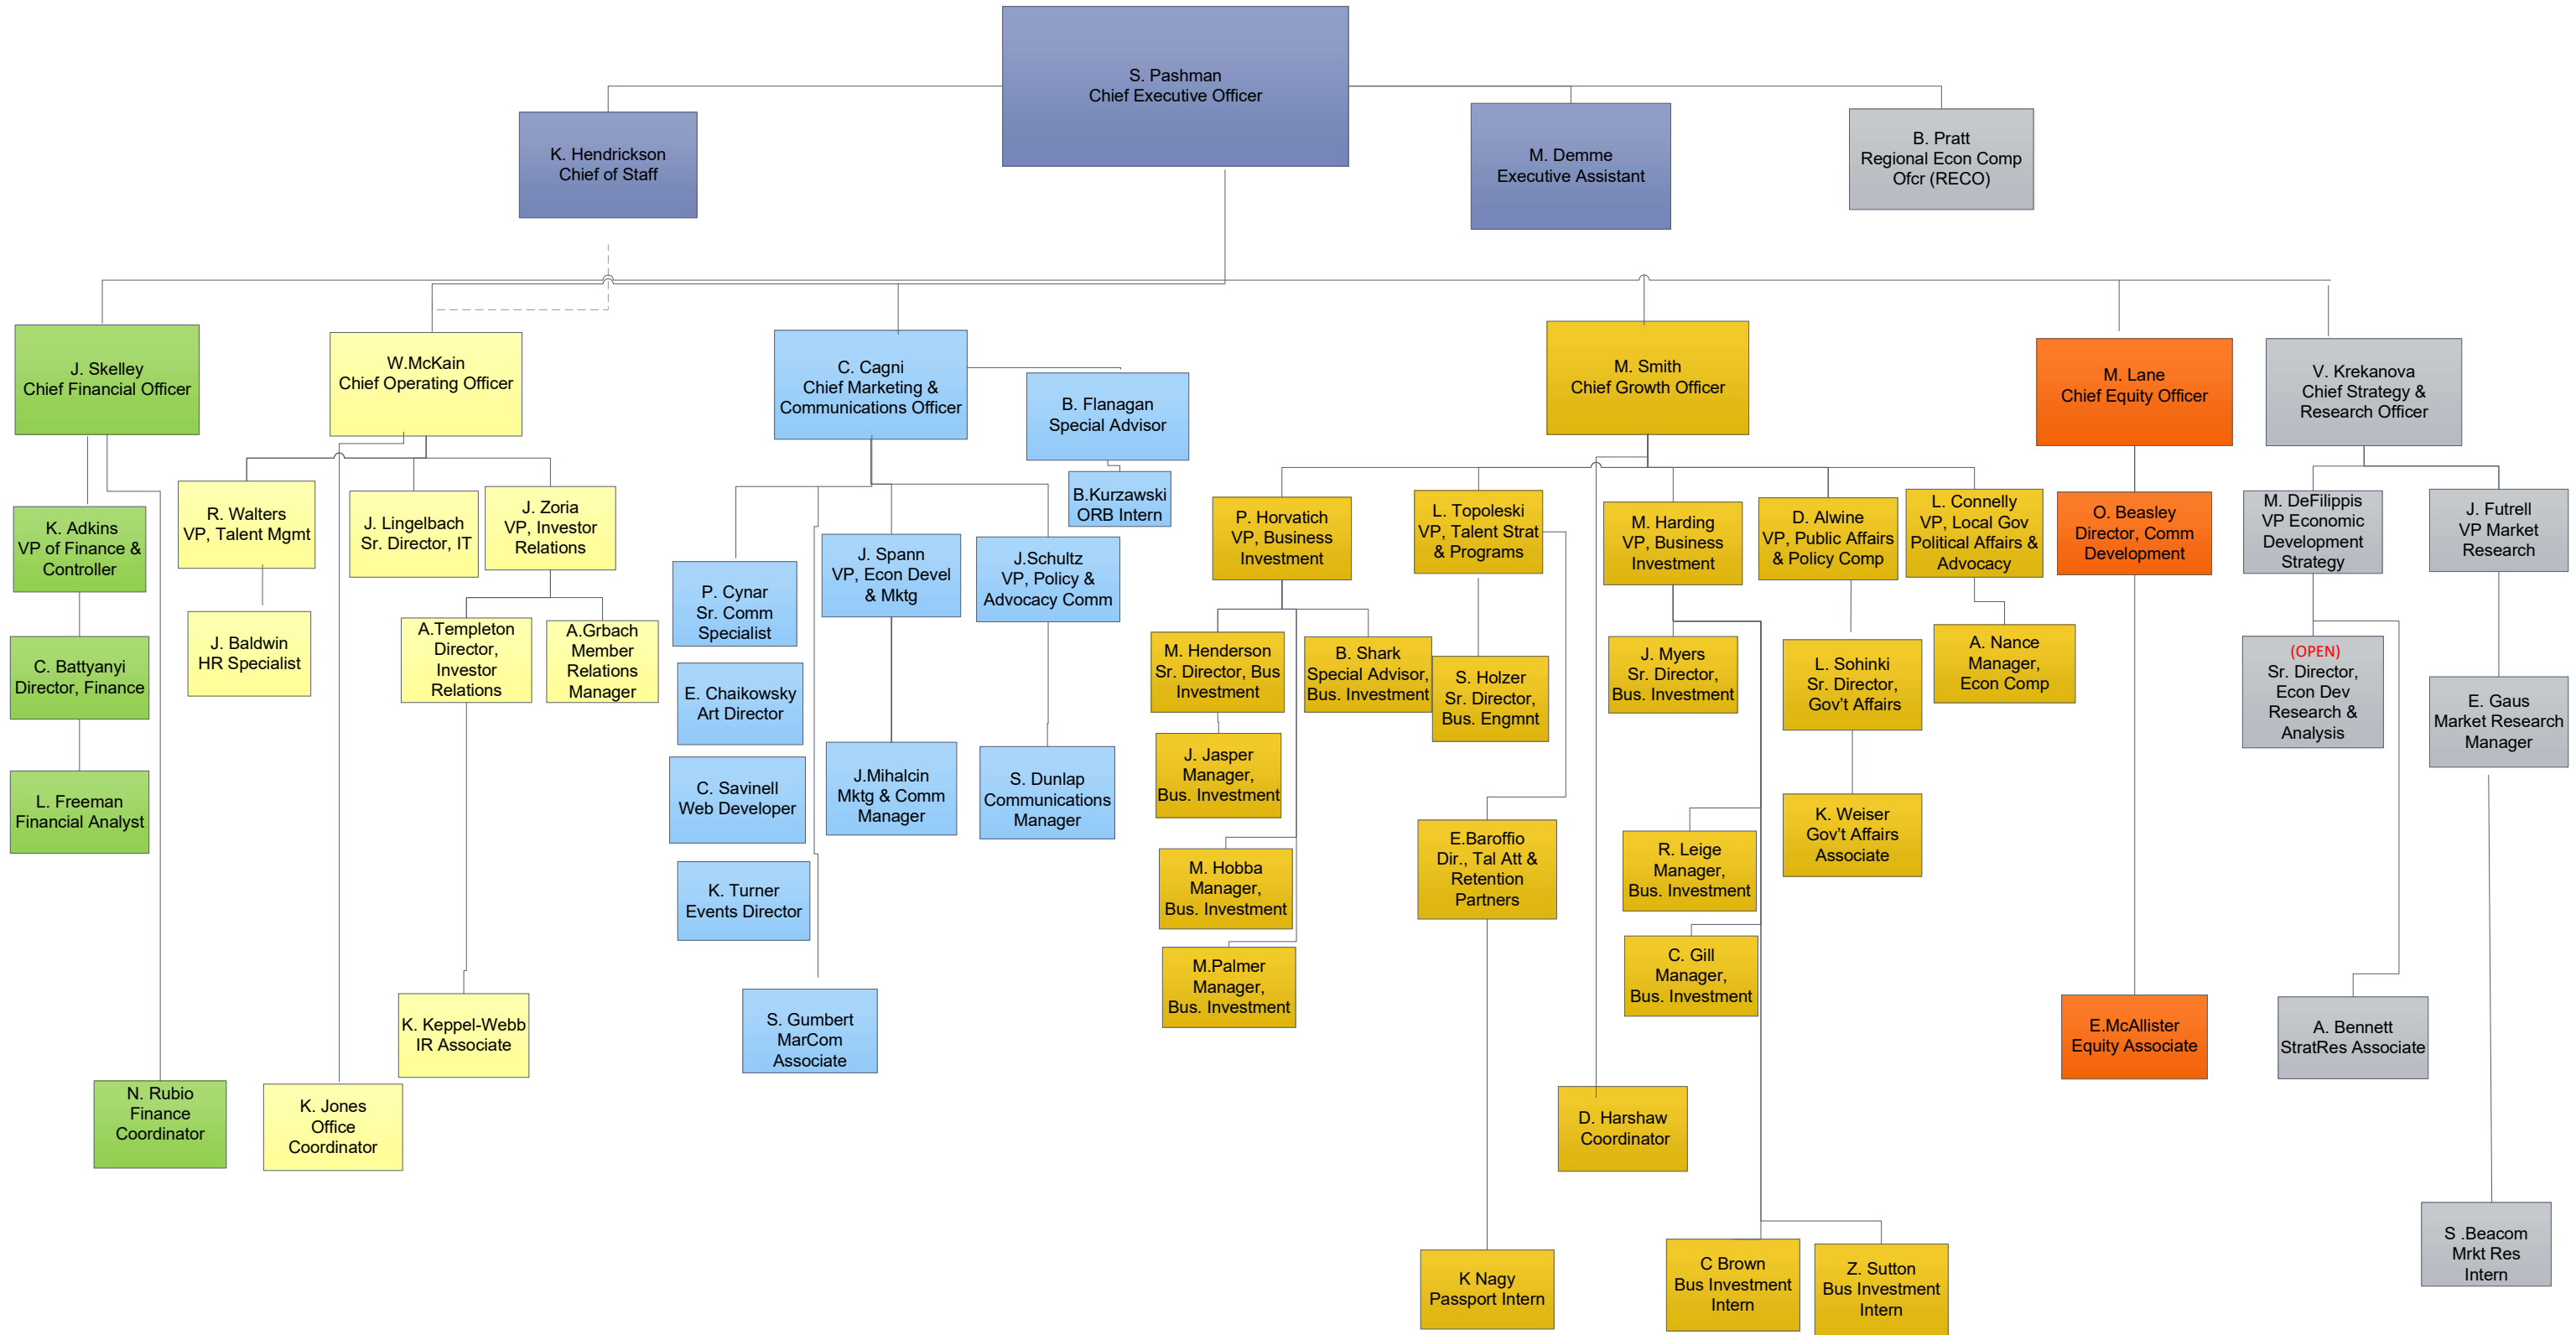 S. Pashman
Chief Executive Officer
K. Hendrickson
Chief of Staff
M. Demme
Executive Assistant
B. Pratt
Regional Econ Comp
Ofcr (RECO)
J. Skelley
Chief Financial Officer
W.McKain
Chief Operating Officer
C. Cagni
Chief Marketing &
Communications Officer
B. Flanagan
Special Advisor
B.Kurzawski
ORB Intern
M. Smith
Chief Growth Officer
M. Lane
Chief Equity Officer
V. Krekanova
Chief Strategy &
Research Officer
K. Adkins
VP of Finance &
Controller
C. Battyanyi
Director, Finance
L. Freeman
Financial Analyst
N. Rubio
Finance
Coordinator
R. Walters
VP, Talent Mgmt
J. Baldwin
HR Specialist
J. Lingelbach
Sr. Director, IT
J. Zoria
VP, Investor
Relations
A.Templeton
Director,
Investor
Relations
A.Grbach
Member
Relations
Manager
K. Keppel-Webb
IR Associate
K. Jones
Office
Coordinator
P. Cynar
Sr. Comm
Specialist
E. Chaikowsky
Art Director
C. Savinell
Web Developer
K. Turner
Events Director
S. Gumbert
MarCom
Associate
J. Spann
VP, Econ Devel
& Mktg
J.Mihalcin
Mktg & Comm
Manager
J.Schultz
VP, Policy &
Advocacy Comm
S. Dunlap
Communications
Manager
P. Horvatich
VP, Business
Investment
M. Henderson
Sr. Director, Bus
Investment
B. Shark
Special Advisor,
Bus. Investment
J. Jasper
Manager,
Bus. Investment
M. Hobba
Manager,
Bus. Investment
M.Palmer
Manager,
Bus. Investment
L. Topoleski
VP, Talent Strat
& Programs
S. Holzer
Sr. Director,
Bus. Engmnt
E.Baroffio
Dir., Tal Att &
Retention
Partners
K Nagy
Passport Intern
D. Harshaw
Coordinator
M. Harding
VP, Business
Investment
J. Myers
Sr. Director,
Bus. Investment
R. Leige
Manager,
Bus. Investment
C. Gill
Manager,
Bus. Investment
C Brown
Bus Investment
Intern
Z. Sutton
Bus Investment
Intern
D. Alwine
VP, Public Affairs
& Policy Comp
L. Sohinki
Sr. Director,
Gov’t Affairs
K. Weiser
Gov’t Affairs
Associate
L. Connelly
VP, Local Gov
Political Affairs &
Advocacy
A. Nance
Manager,
Econ Comp
O. Beasley
Director, Comm
Development
E.McAllister
Equity Associate
M. DeFilippis
VP Economic
Development
Strategy
(OPEN)
Sr. Director,
Econ Dev
Research &
Analysis
A. Bennett
StratRes Associate
J. Futrell
VP Market
Research
E. Gaus
Market Research
Manager
S .Beacom
Mrkt Res
Intern